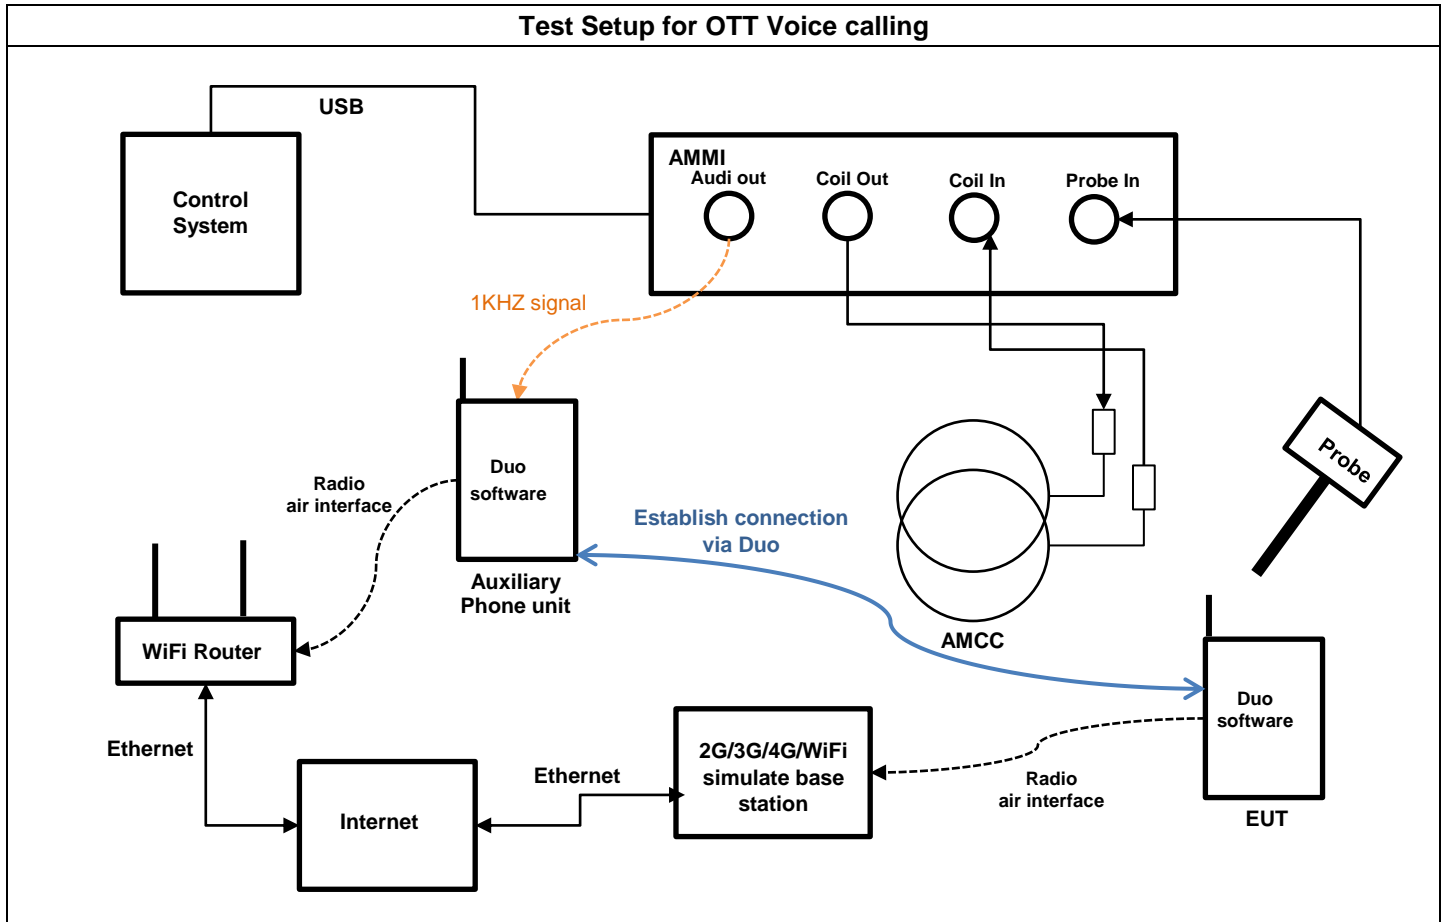 Test Setup for OTT Voice calling
USB
Control
System
AMMI
Audi out
Coil Out
Coil In
Probe In
1KHZ signal
Probe
Duo
software
Radio
air interface
Establish connection
via Duo
Auxiliary
Phone unit
AMCC
WiFi Router
Duo
software
Ethernet
2G/3G/4G/WiFi
simulate base
station
Ethernet
Radio
air interface
Internet
EUT